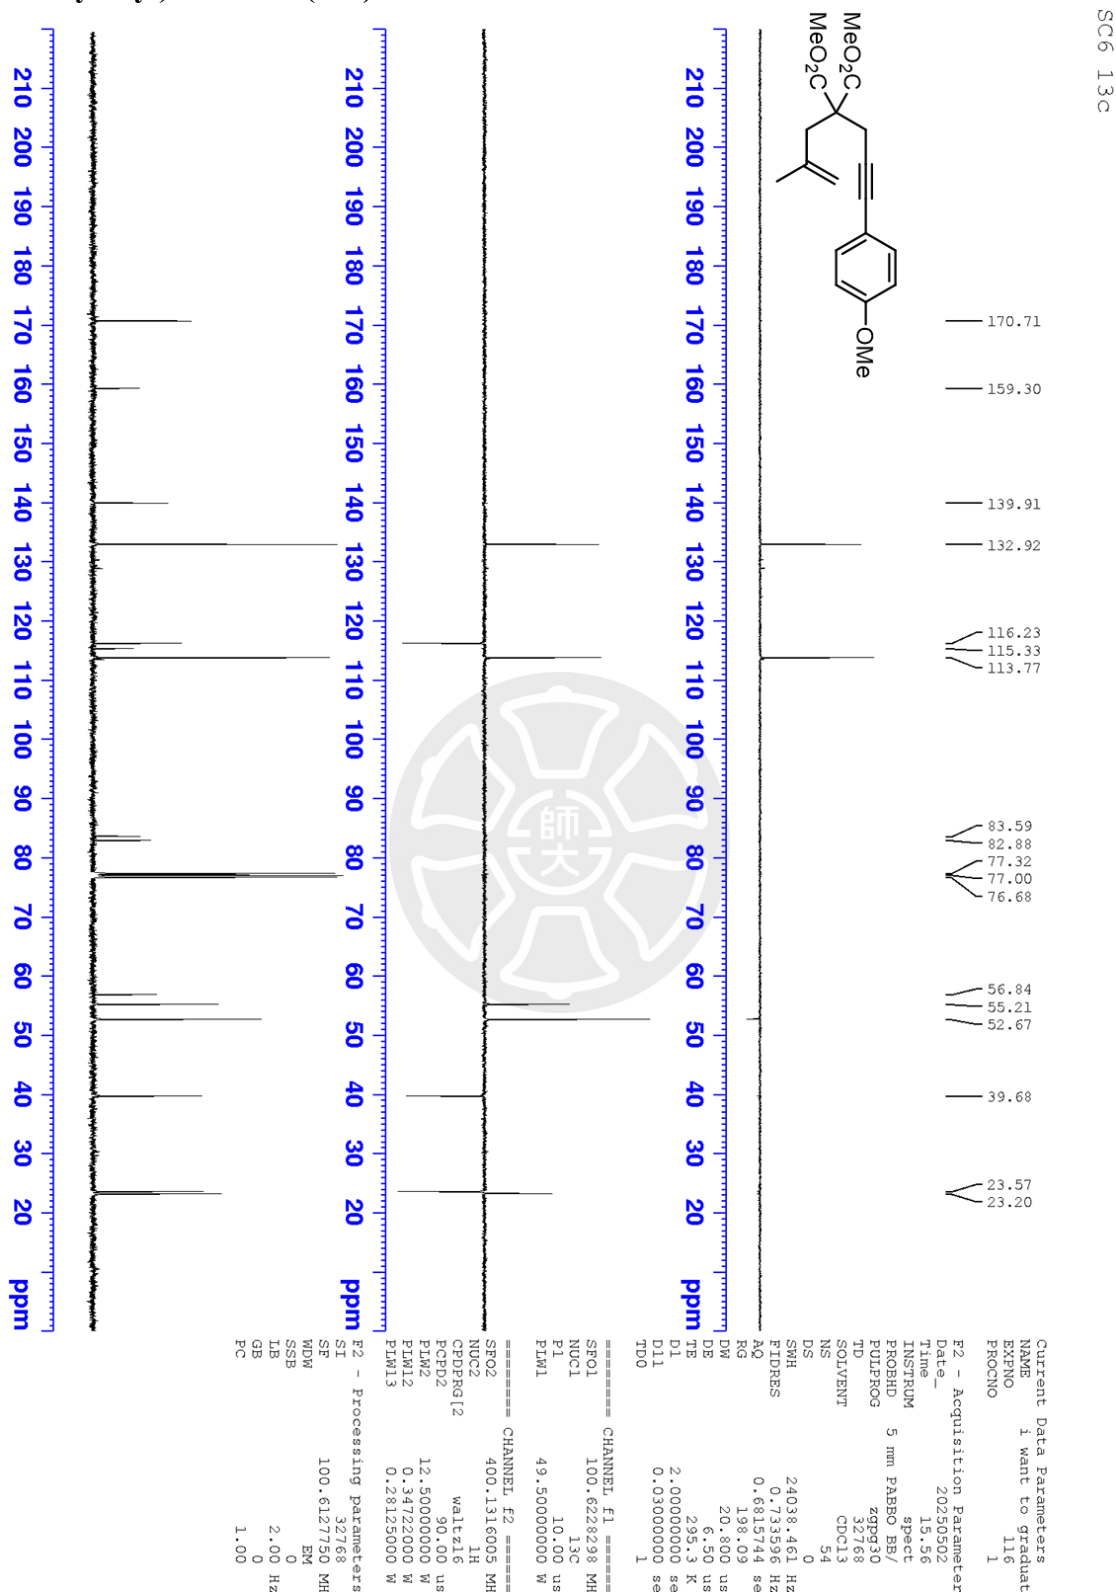 SC6 13C
MeO2C
MeO2C
OMe
170.71
159.30
139.91
132.92
116.23
115.33
113.77
83.59
82.88
77.32
77.00
76.68
56.84
55.21
52.67
39.68
23.57
23.20
210 200 190 180 170 160 150 140 130 120 110 100 90 80 70 60 50 40 30 20 ppm
210 200 190 180 170 160 150 140 130 120 110 100 90 80 70 60 50 40 30 20 ppm
210 200 190 180 170 160 150 140 130 120 110 100 90 80 70 60 50 40 30 20 ppm
師大
Current Data Parameters
NAME i want to graduat
EXPNO 116
PROCNO 1
F2 - Acquisition Parameter
Date_ 20250502
Time 15.56
INSTRUM spect
PROBHD 5 mm PABBO BB/
PULPROG zgpg30
TD 32768
SOLVENT CDCl3
NS 54
DS 0
SWH 24038.461 Hz
FIDRES 0.733596 Hz
AQ 0.6815744 se
RG 198.09
DW 20.800 us
DE 6.50 us
TE 295.3 K
D1 2.00000000 se
D11 0.03000000 se
TD0 1
======== CHANNEL f1 ========
SFO1 100.6228298 MH
NUC1 13C
P1 10.00 us
PLW1 49.50000000 W
======== CHANNEL f2 ========
SFO2 400.1316005 MH
NUC2 1H
CPDPRG[2 waltz16
PCPD2 90.00 us
PLW2 12.50000000 W
PLW12 0.34722000 W
PLW13 0.28125000 W
F2 - Processing parameters
SI 32768
SF 100.6127750 MH
WDW EM
SSB 0
LB 2.00 Hz
GB 0
PC 1.00